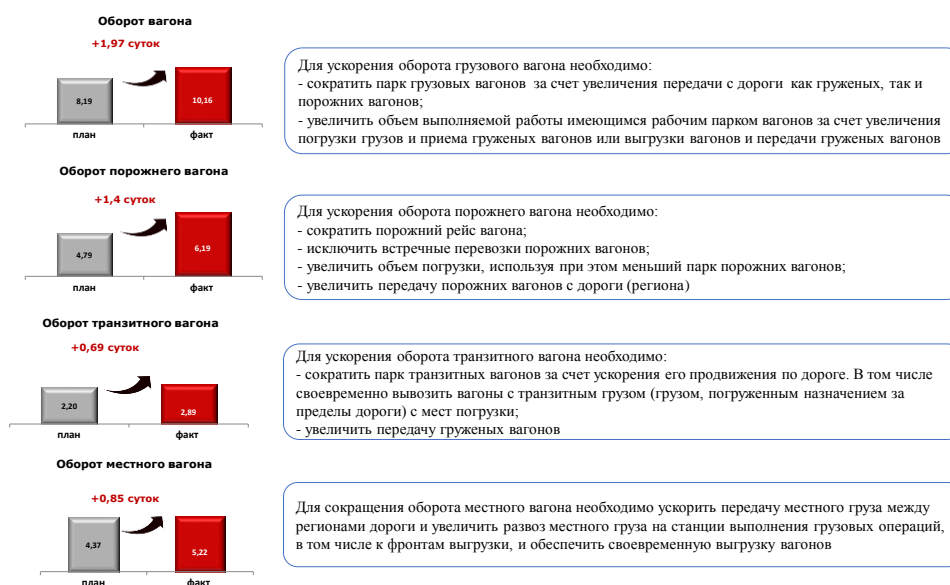 Оборот вагона
+1,97 суток
8,19
10,16
план
факт
Для ускорения оборота грузового вагона необходимо:
- сократить парк грузовых вагонов за счет увеличения передачи с дороги как груженых, так и
порожних вагонов;
- увеличить объем выполняемой работы имеющимся рабочим парком вагонов за счет увеличения
погрузки грузов и приема груженых вагонов или выгрузки вагонов и передачи груженых вагонов
Оборот порожнего вагона
+1,4 суток
4,79
6,19
план
факт
Для ускорения оборота порожнего вагона необходимо:
- сократить порожний рейс вагона;
- исключить встречные перевозки порожних вагонов;
- увеличить объем погрузки, используя при этом меньший парк порожних вагонов;
- увеличить передачу порожних вагонов с дороги (региона)
Оборот транзитного вагона
+0,69 суток
2,20
2,89
план
факт
Для ускорения оборота транзитного вагона необходимо:
- сократить парк транзитных вагонов за счет ускорения его продвижения по дороге. В том числе
своевременно вывозить вагоны с транзитным грузом (грузом, погруженным назначением за
пределы дороги) с мест погрузки;
- увеличить передачу груженых вагонов
Оборот местного вагона
+0,85 суток
4,37
5,22
план
факт
Для сокращения оборота местного вагона необходимо ускорить передачу местного груза между
регионами дороги и увеличить развоз местного груза на станции выполнения грузовых операций,
в том числе к фронтам выгрузки, и обеспечить своевременную выгрузку вагонов